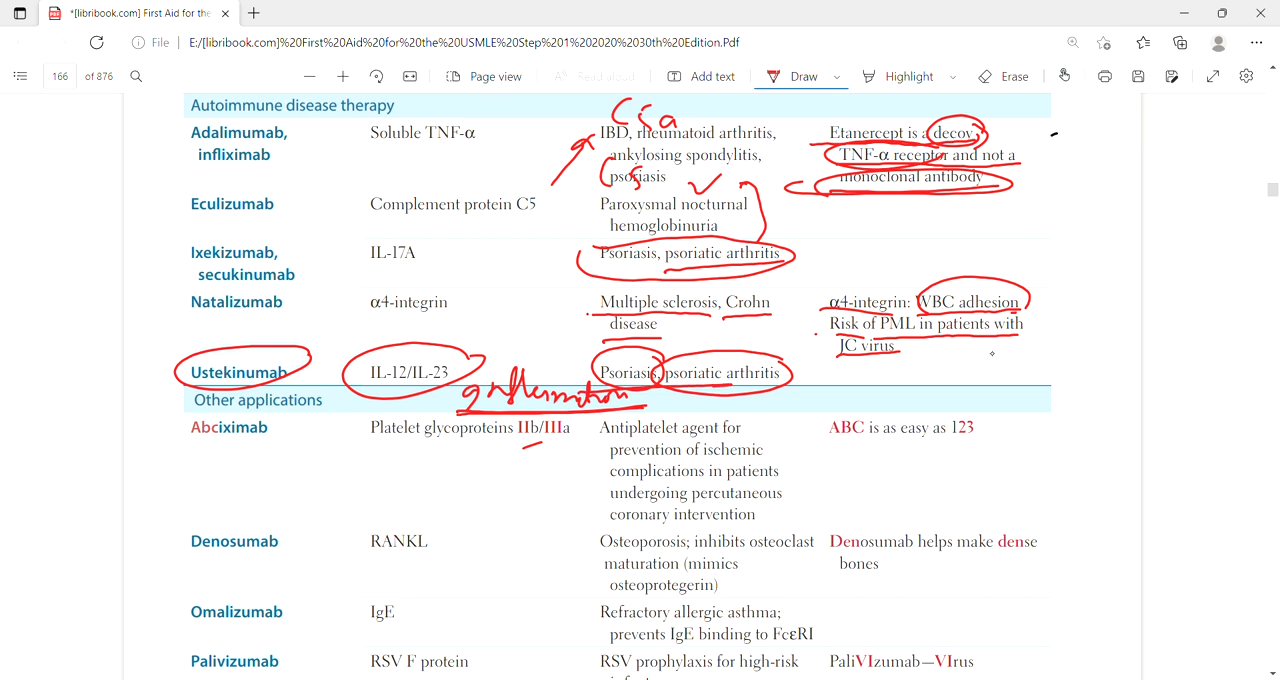 *[libribook.com] First Aid for the
File E:/[libribook.com]%20First%20Aid%20for%20the%20USMLE%20Step%201%202020%2030th%20Edition.Pdf
166 of 876 Page view Read aloud Add text Draw Highlight Erase
Autoimmune disease therapy
Adalimumab, Soluble TNF-α IBD, rheumatoid arthritis, Etanercept is a decoy
infliximab ankylosing spondylitis, TNF-α receptor and not a
psoriasis monoclonal antibody
Eculizumab Complement protein C5 Paroxysmal nocturnal
hemoglobinuria
Ixekizumab, IL-17A Psoriasis, psoriatic arthritis
secukinumab
Natalizumab α4-integrin Multiple sclerosis, Crohn α4-integrin: WBC adhesion
disease Risk of PML in patients with
JC virus
Ustekinumab IL-12/IL-23 Psoriasis, psoriatic arthritis
Other applications
Abciximab Platelet glycoproteins IIb/IIIa Antiplatelet agent for ABC is as easy as 123
prevention of ischemic
complications in patients
undergoing percutaneous
coronary intervention
Denosumab RANKL Osteoporosis; inhibits osteoclast Denosumab helps make dense
maturation (mimics bones
osteoprotegerin)
Omalizumab IgE Refractory allergic asthma;
prevents IgE binding to FcεRI
Palivizumab RSV F protein RSV prophylaxis for high-risk PaliVIzumab—VIrus